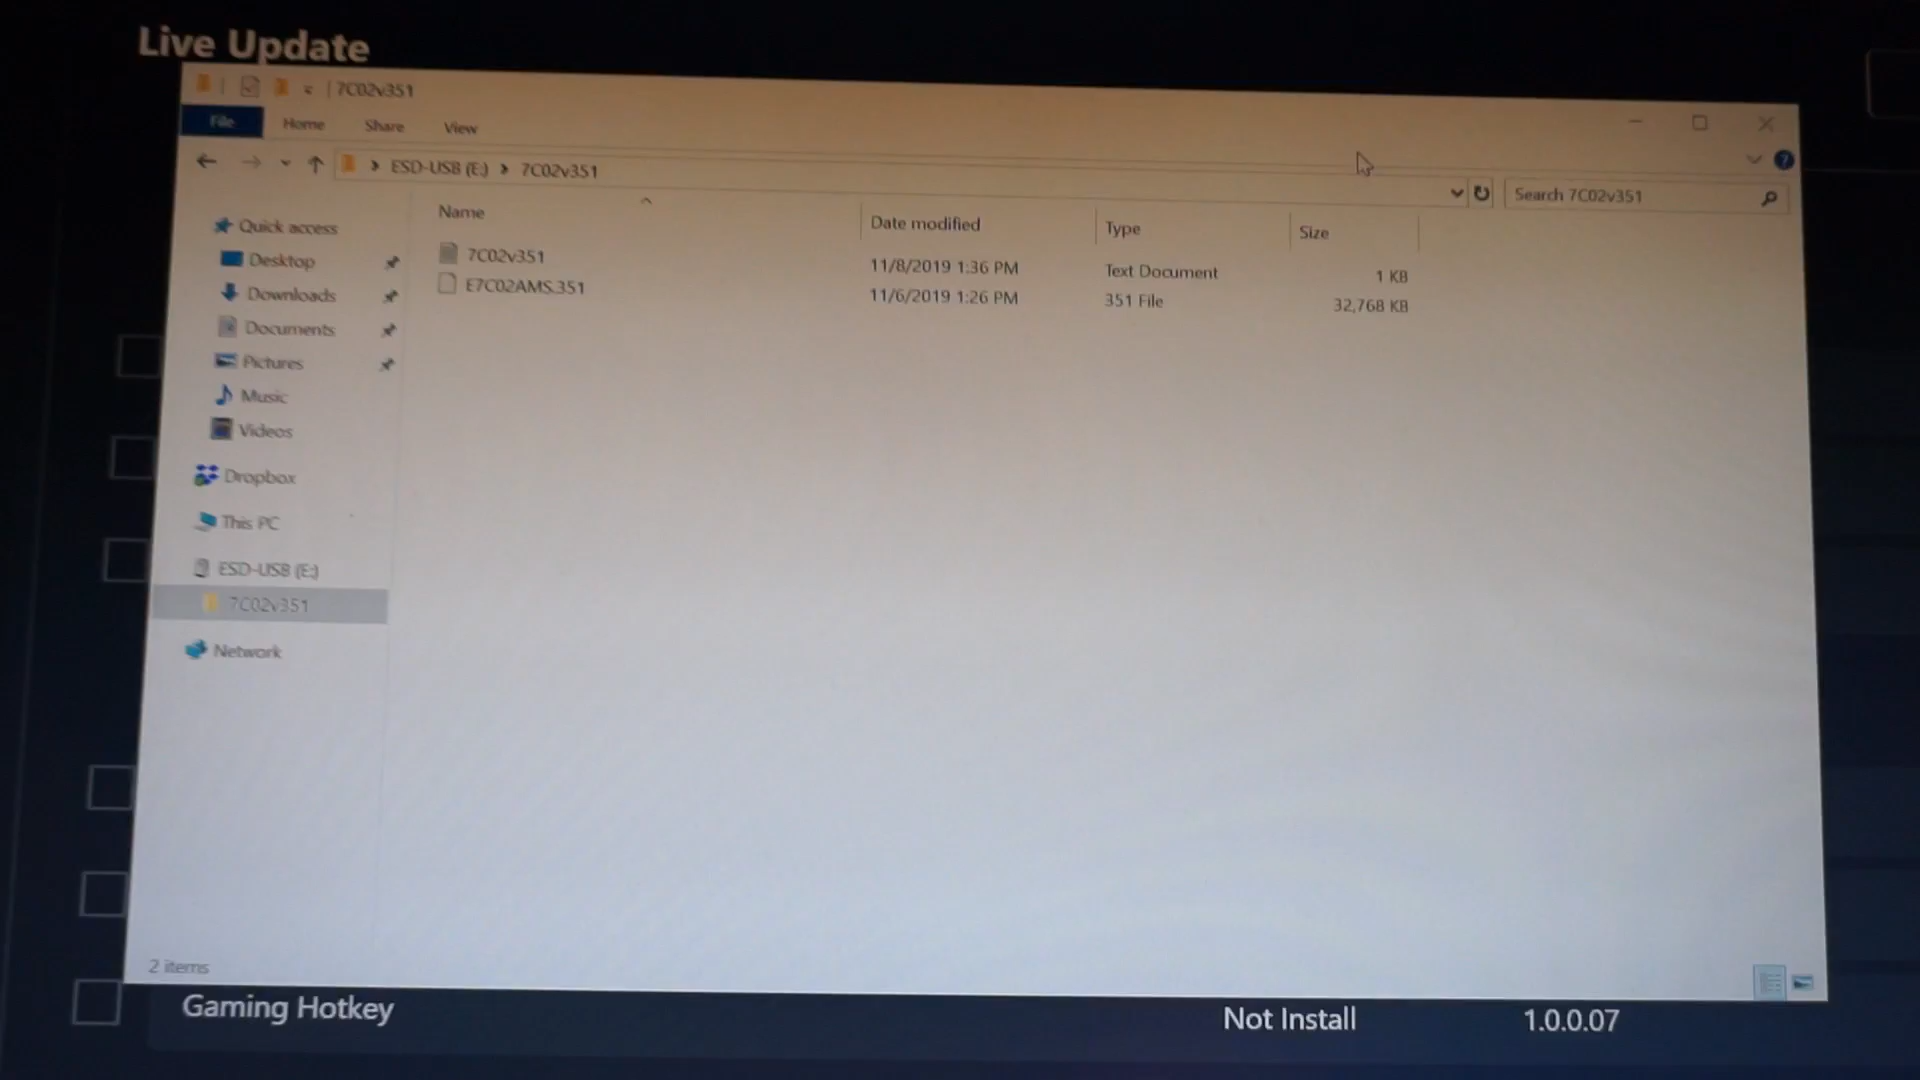 Live Update
7C02v351
File Home Share View
ESD-USB (E:) 7C02v351
Search 7C02v351
Name Date modified Type Size
7C02v351 11/8/2019 1:36 PM Text Document 1 KB
E7C02AMS.351 11/6/2019 1:26 PM 351 File 32,768 KB
Quick access
Desktop
Downloads
Documents
Pictures
Music
Videos
Dropbox
This PC
ESD-USB (E:)
7C02v351
Network
2 items
Gaming Hotkey Not Install 1.0.0.07